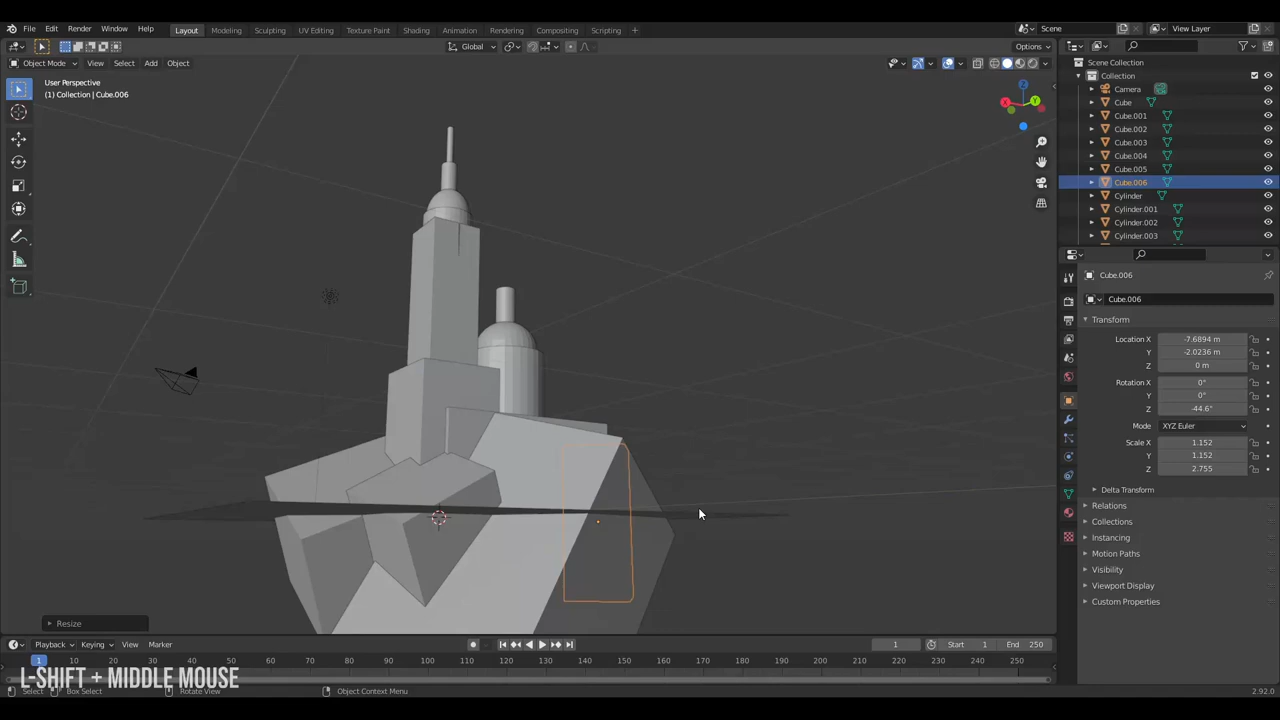 File Edit Render Window Help Layout Modeling Sculpting UV Editing Texture Paint Shading Animation Rendering Compositing Scripting + Scene View Layer
Global Options
Object Mode View Select Add Object
User Perspective
(1) Collection | Cube.006
Scene Collection
Collection
Camera
Cube
Cube.001
Cube.002
Cube.003
Cube.004
Cube.005
Cube.006
Cylinder
Cylinder.001
Cylinder.002
Cylinder.003
Cube.006
Cube.006
Transform
Location X -7.6894 m
Y -2.0236 m
Z 0 m
Rotation X 0°
Y 0°
Z -44.6°
Mode XYZ Euler
Scale X 1.152
Y 1.152
Z 2.755
Delta Transform
Relations
Collections
Instancing
Motion Paths
Visibility
Viewport Display
Custom Properties
X Y Z
Resize
Playback Keying View Marker 1 Start 1 End 250
1 10 20 30 40 50 60 70 80 90 100 110 120 130 140 150 160 170 180 190 200 210 220 230 240 250
L-SHIFT + MIDDLE MOUSE
Select Box Select Rotate View Object Context Menu 2.92.0